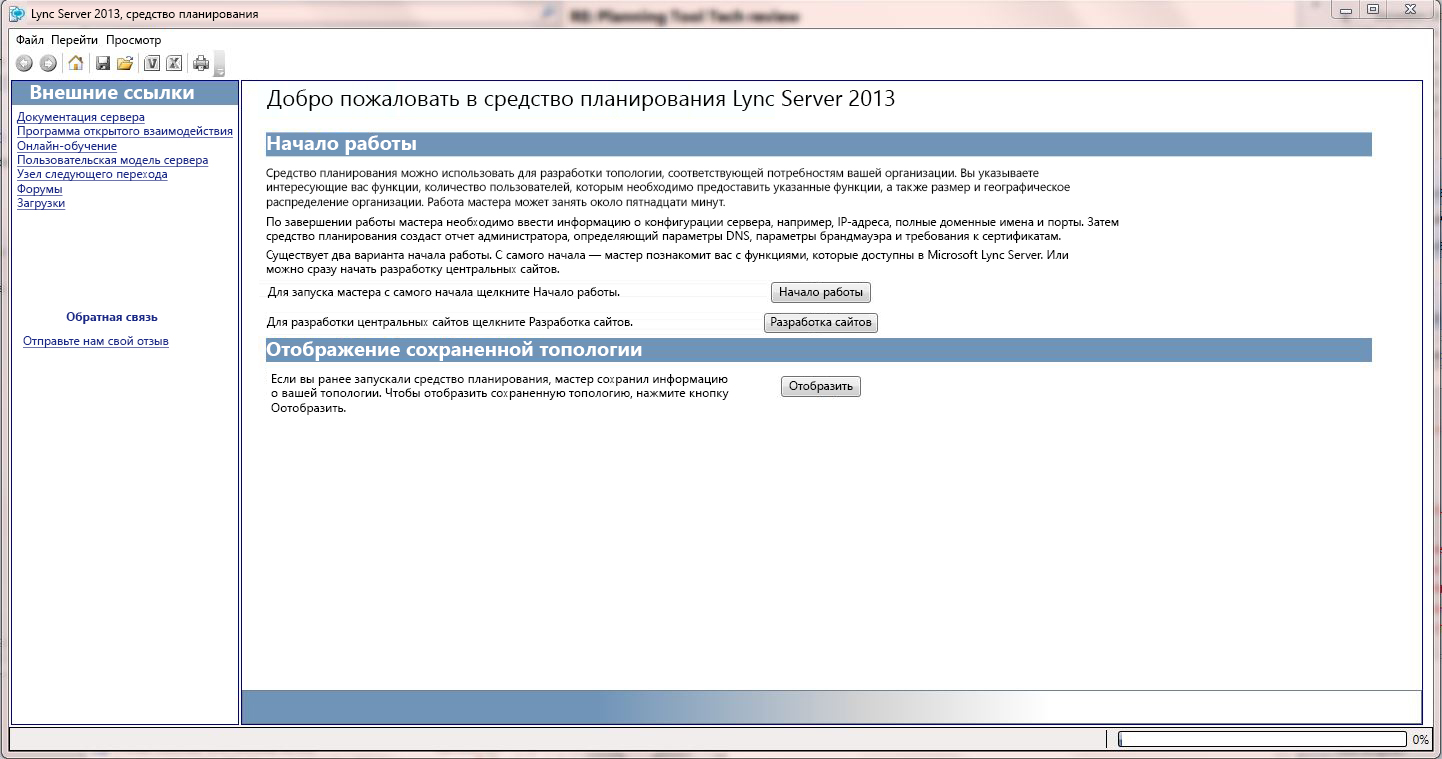 Lync Server 2013, средство планирования
RE: Planning Tool Tech review
Файл Перейти Просмотр
Внешние ссылки
Документация сервера
Программа открытого взаимодействия
Онлайн-обучение
Пользовательская модель сервера
Узел следующего перехода
Форумы
Загрузки
Обратная связь
Отправьте нам свой отзыв
Добро пожаловать в средство планирования Lync Server 2013
Начало работы
Средство планирования можно использовать для разработки топологии, соответствующей потребностям вашей организации. Вы указываете
интересующие вас функции, количество пользователей, которым необходимо предоставить указанные функции, а также размер и географическое
распределение организации. Работа мастера может занять около пятнадцати минут.
По завершении работы мастера необходимо ввести информацию о конфигурации сервера, например, IP-адреса, полные доменные имена и порты. Затем
средство планирования создаст отчет администратора, определяющий параметры DNS, параметры брандмауэра и требования к сертификатам.
Существует два варианта начала работы. С самого начала — мастер познакомит вас с функциями, которые доступны в Microsoft Lync Server. Или
можно сразу начать разработку центральных сайтов.
Для запуска мастера с самого начала щелкните Начало работы.
Начало работы
Для разработки центральных сайтов щелкните Разработка сайтов.
Разработка сайтов
Отображение сохраненной топологии
Если вы ранее запускали средство планирования, мастер сохранил информацию
о вашей топологии. Чтобы отобразить сохраненную топологию, нажмите кнопку
Оотобразить.
Отобразить
0%